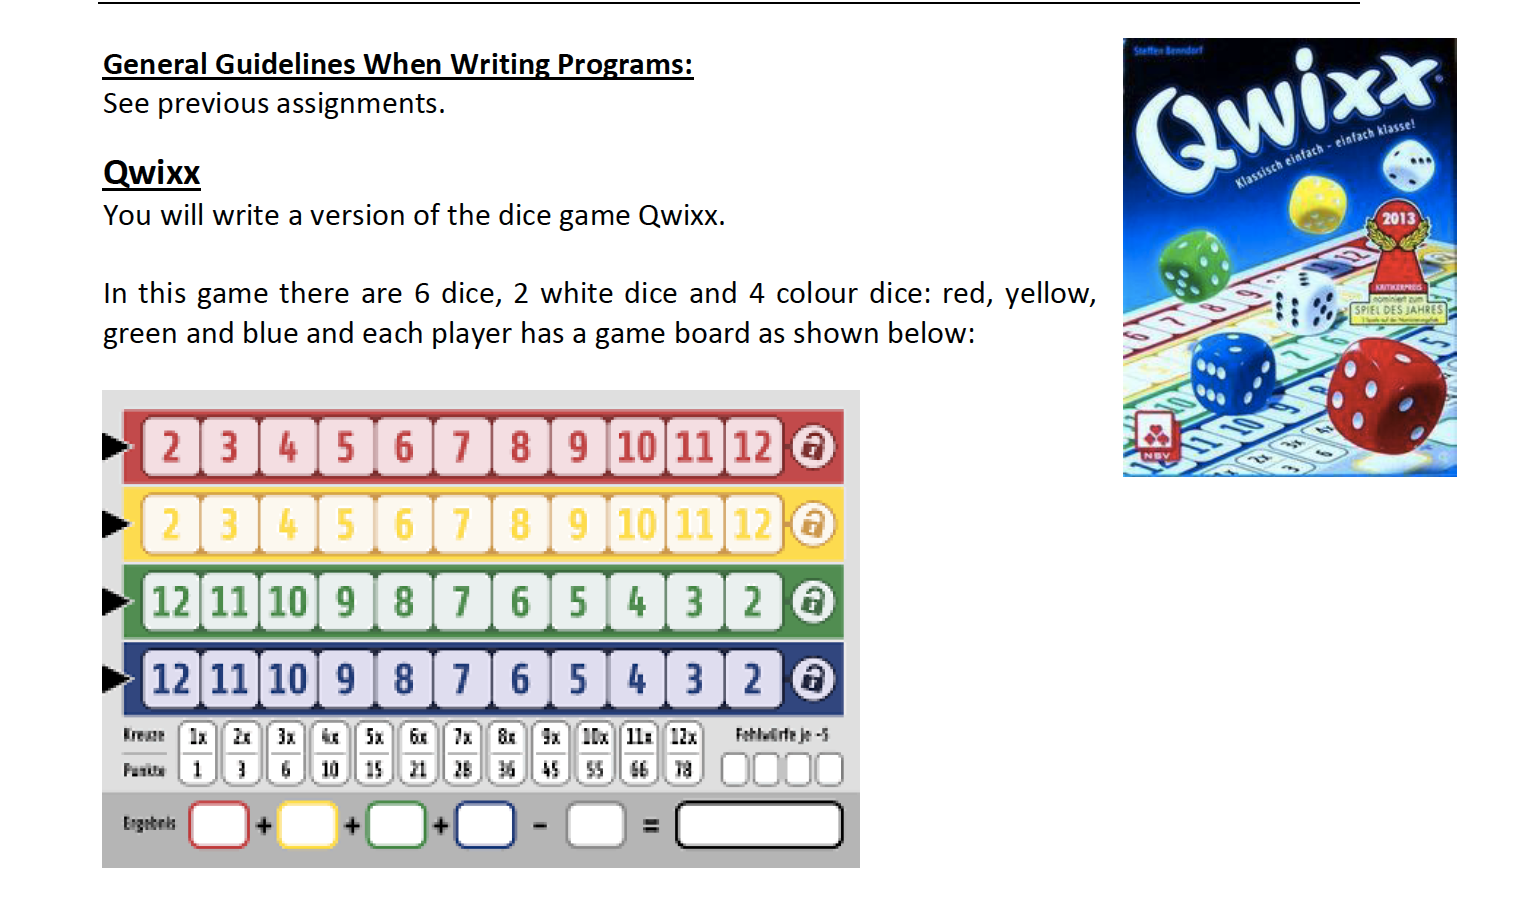 General Guidelines When Writing Programs:
See previous assignments.
Qwixx
You will write a version of the dice game Qwixx.
In this game there are 6 dice, 2 white dice and 4 colour dice: red, yellow,
green and blue and each player has a game board as shown below:
2 3 4 5 6 7 8 9 10 11 12
2 3 4 5 6 7 8 9 10 11 12
12 11 10 9 8 7 6 5 4 3 2
12 11 10 9 8 7 6 5 4 3 2
Kreuze 1x 2x 3x 4x 5x 6x 7x 8x 9x 10x 11x 12x Fehlwürfe je -5
Punkte 1 3 6 10 15 21 28 36 45 55 66 78
Ergebnis + + + - =
Steffen Benndorf
Qwixx
Klassisch einfach - einfach klasse!
2013
KRITIKERPREIS
nominiert zum
SPIEL DES JAHRES
NSV